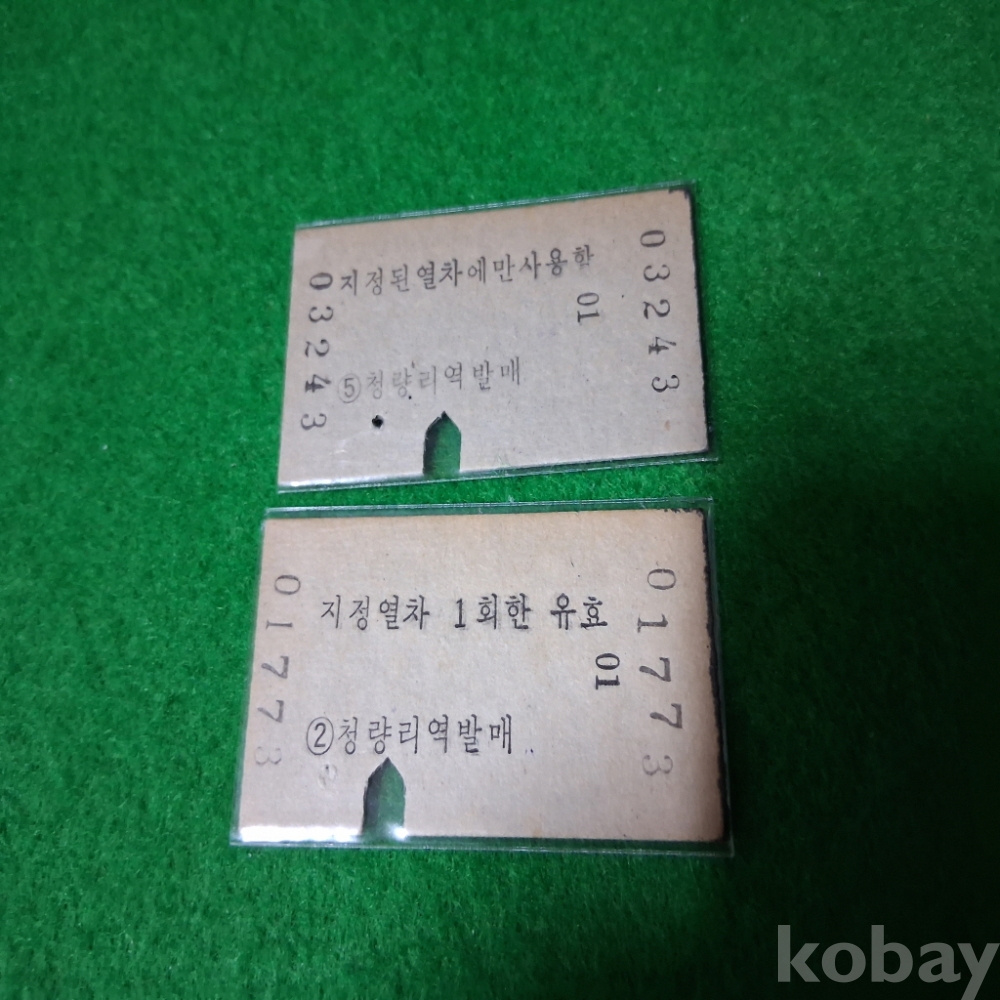 03243
지정된열차에만사용함
01
⑤청량리역발매
03243
01773
지정열차 1회한 유효
01
②청량리역발매
01773
kobay